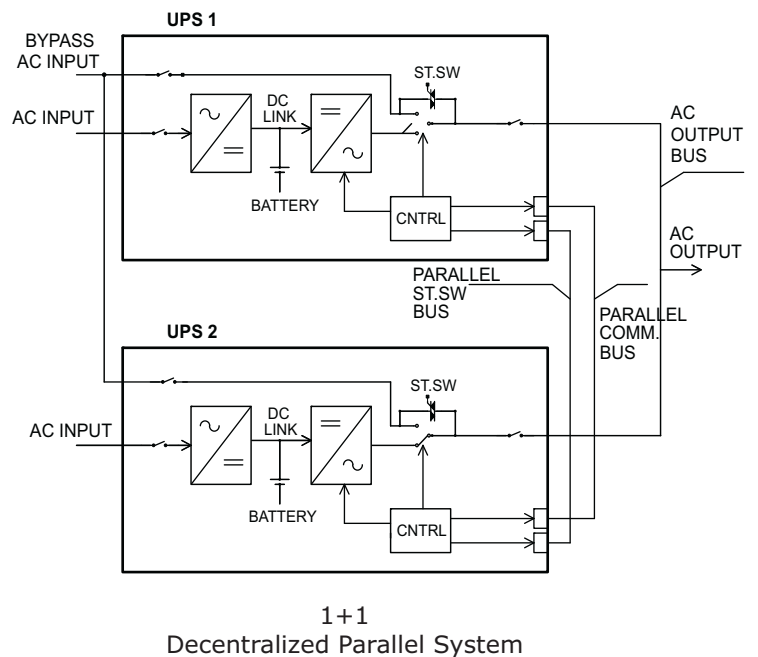 UPS 1
BYPASS
AC INPUT
ST.SW
AC INPUT
DC
LINK
BATTERY
CNTRL
AC
OUTPUT
BUS
AC
OUTPUT
PARALLEL
ST.SW
BUS
PARALLEL
COMM.
BUS
UPS 2
ST.SW
AC INPUT
DC
LINK
BATTERY
CNTRL
1+1
Decentralized Parallel System